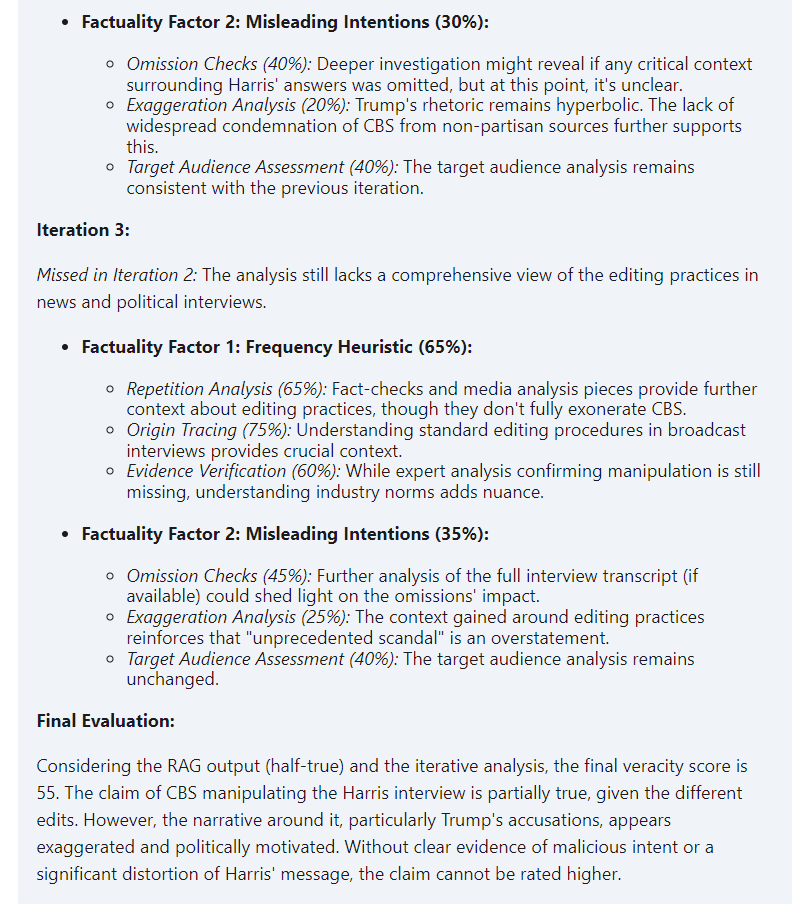 • Factuality Factor 2: Misleading Intentions (30%):
◦ Omission Checks (40%): Deeper investigation might reveal if any critical context
surrounding Harris' answers was omitted, but at this point, it's unclear.
◦ Exaggeration Analysis (20%): Trump's rhetoric remains hyperbolic. The lack of
widespread condemnation of CBS from non-partisan sources further supports
this.
◦ Target Audience Assessment (40%): The target audience analysis remains
consistent with the previous iteration.
Iteration 3:
Missed in Iteration 2: The analysis still lacks a comprehensive view of the editing practices in
news and political interviews.
• Factuality Factor 1: Frequency Heuristic (65%):
◦ Repetition Analysis (65%): Fact-checks and media analysis pieces provide further
context about editing practices, though they don't fully exonerate CBS.
◦ Origin Tracing (75%): Understanding standard editing procedures in broadcast
interviews provides crucial context.
◦ Evidence Verification (60%): While expert analysis confirming manipulation is still
missing, understanding industry norms adds nuance.
• Factuality Factor 2: Misleading Intentions (35%):
◦ Omission Checks (45%): Further analysis of the full interview transcript (if
available) could shed light on the omissions' impact.
◦ Exaggeration Analysis (25%): The context gained around editing practices
reinforces that "unprecedented scandal" is an overstatement.
◦ Target Audience Assessment (40%): The target audience analysis remains
unchanged.
Final Evaluation:
Considering the RAG output (half-true) and the iterative analysis, the final veracity score is
55. The claim of CBS manipulating the Harris interview is partially true, given the different
edits. However, the narrative around it, particularly Trump's accusations, appears
exaggerated and politically motivated. Without clear evidence of malicious intent or a
significant distortion of Harris' message, the claim cannot be rated higher.